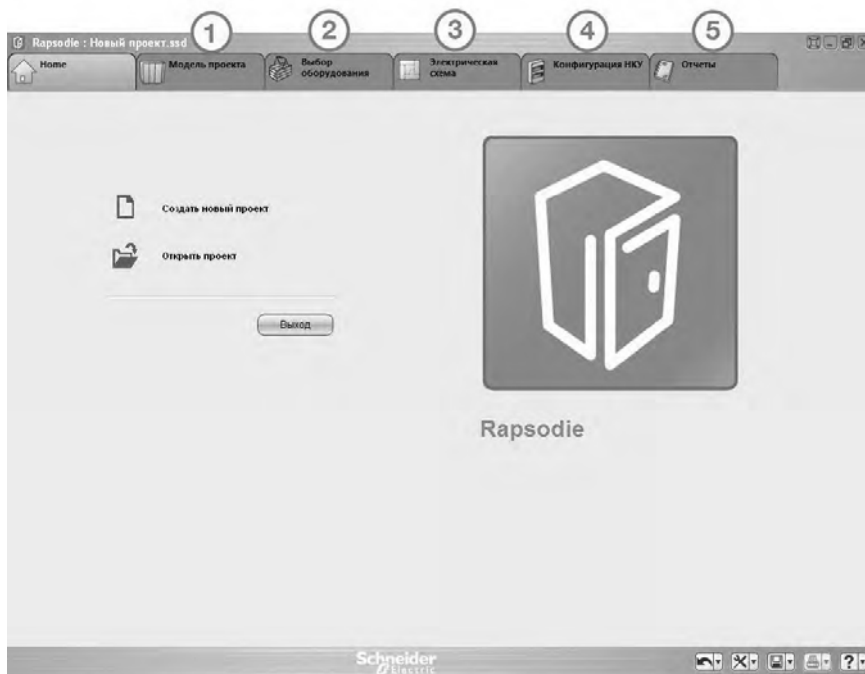 1 2 3 4 5
Rapsodie : Новый проект.ssd
Home
Модель проекта
Выбор
оборудования
Электрическая
схема
Конфигурация НКУ
Отчеты
Создать новый проект
Открыть проект
Выход
Rapsodie
Schneider
Electric
?